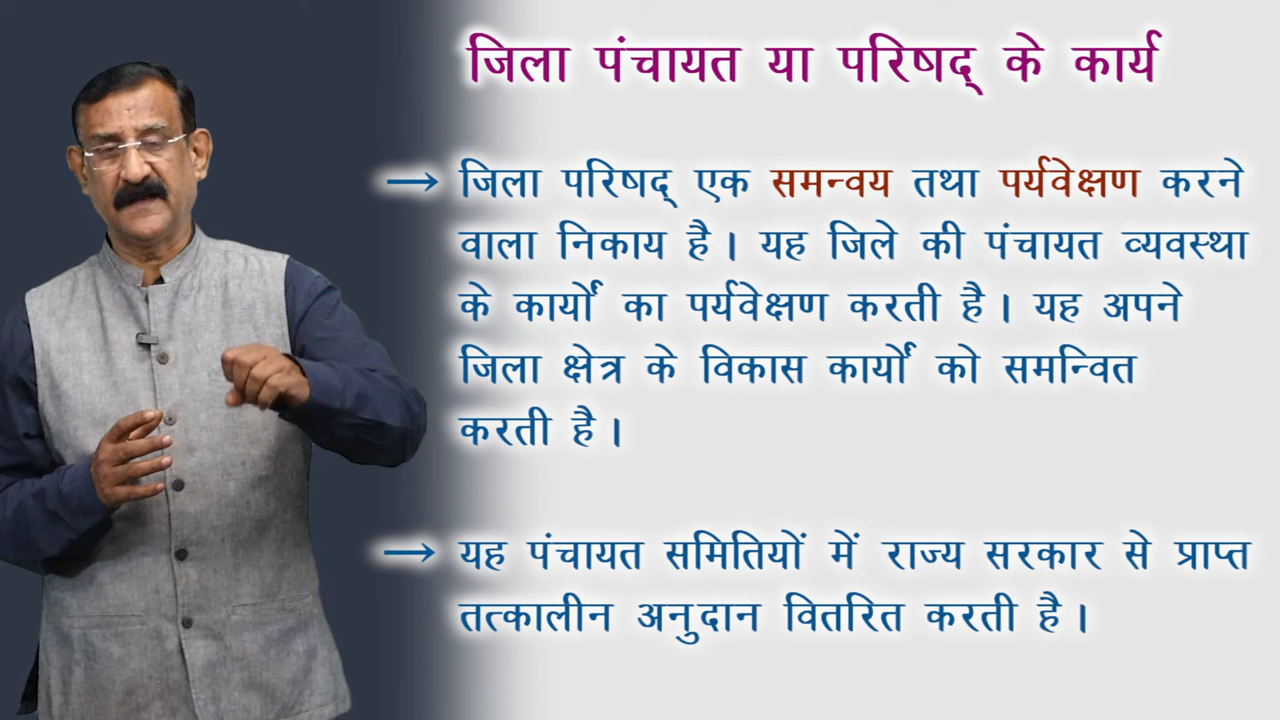 जिला पंचायत या परिषद् के कार्य
→ जिला परिषद् एक समन्वय तथा पर्यवेक्षण करने
वाला निकाय है। यह जिले की पंचायत व्यवस्था
के कार्यों का पर्यवेक्षण करती है। यह अपने
जिला क्षेत्र के विकास कार्यों को समन्वित
करती है।
→ यह पंचायत समितियों में राज्य सरकार से प्राप्त
तत्कालीन अनुदान वितरित करती है।